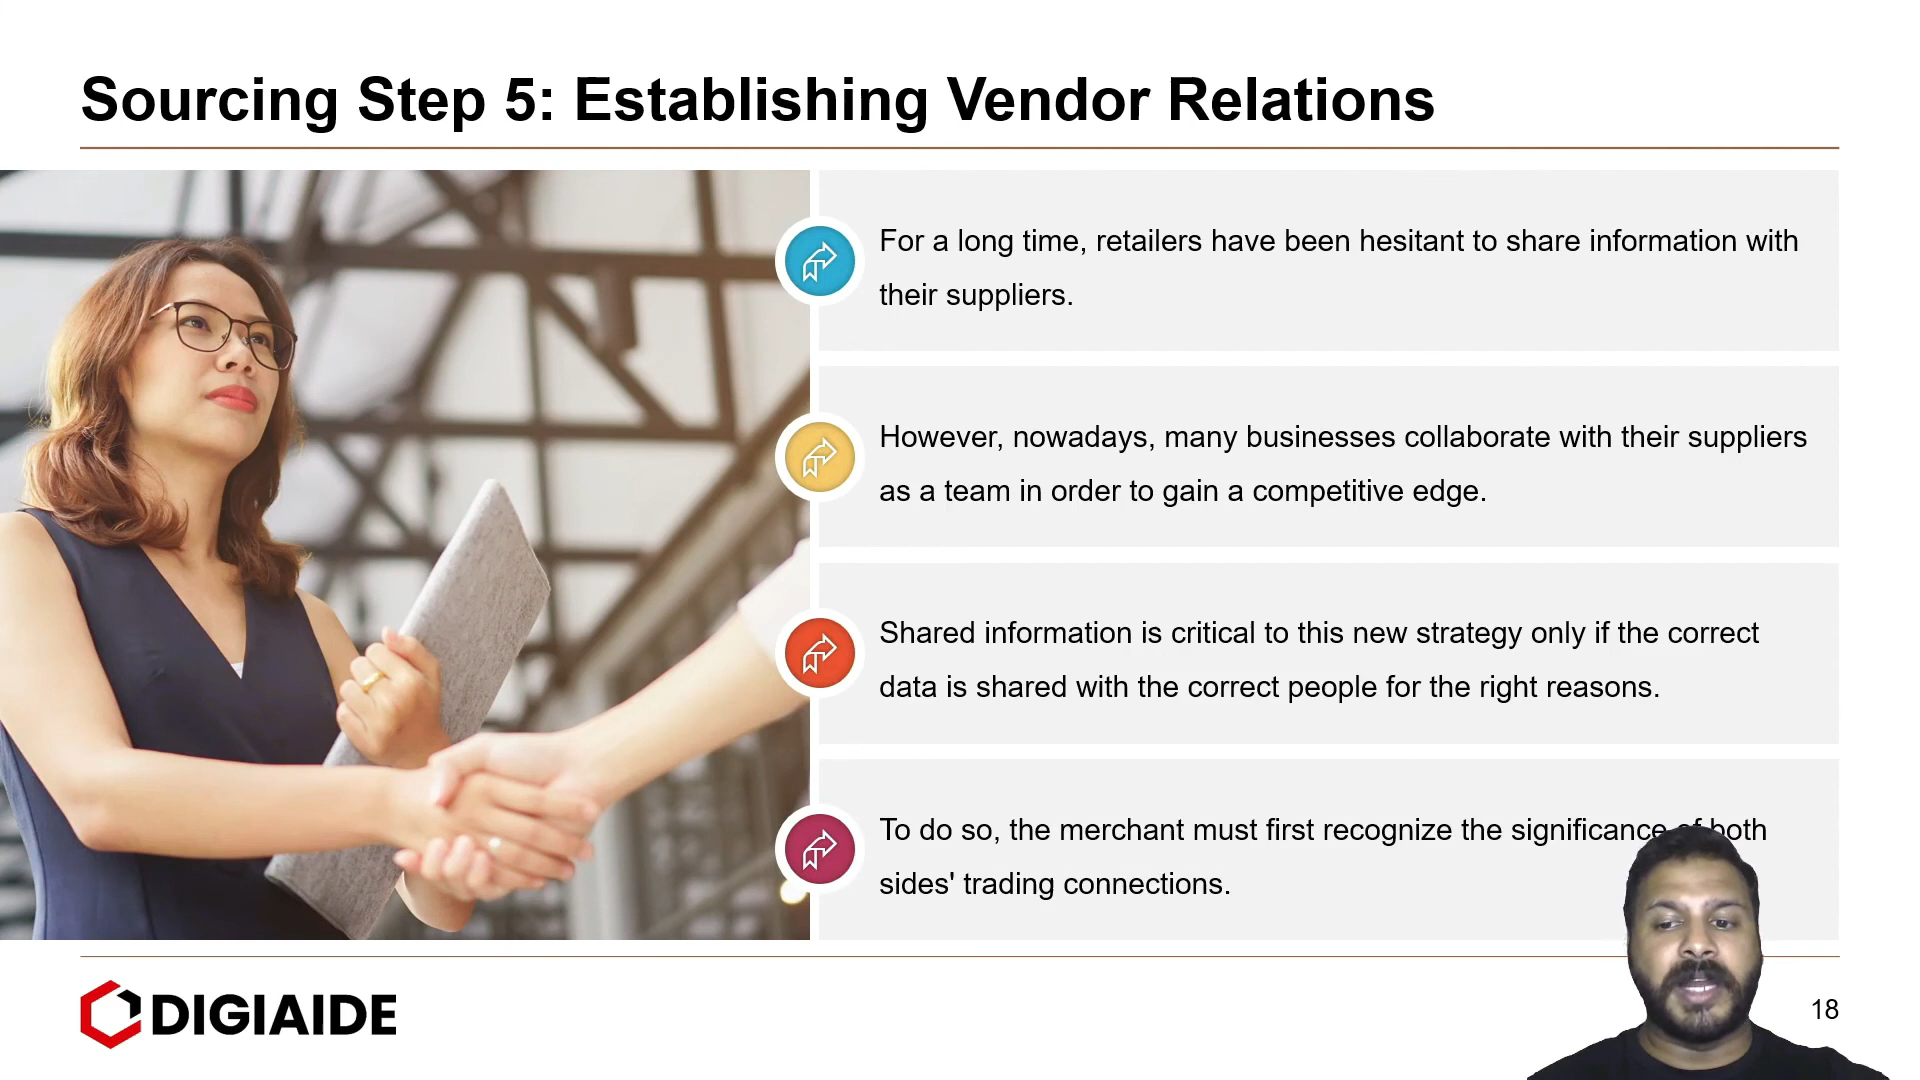 Sourcing Step 5: Establishing Vendor Relations
For a long time, retailers have been hesitant to share information with
their suppliers.
However, nowadays, many businesses collaborate with their suppliers
as a team in order to gain a competitive edge.
Shared information is critical to this new strategy only if the correct
data is shared with the correct people for the right reasons.
To do so, the merchant must first recognize the significance of both
sides' trading connections.
DIGIAIDE
18